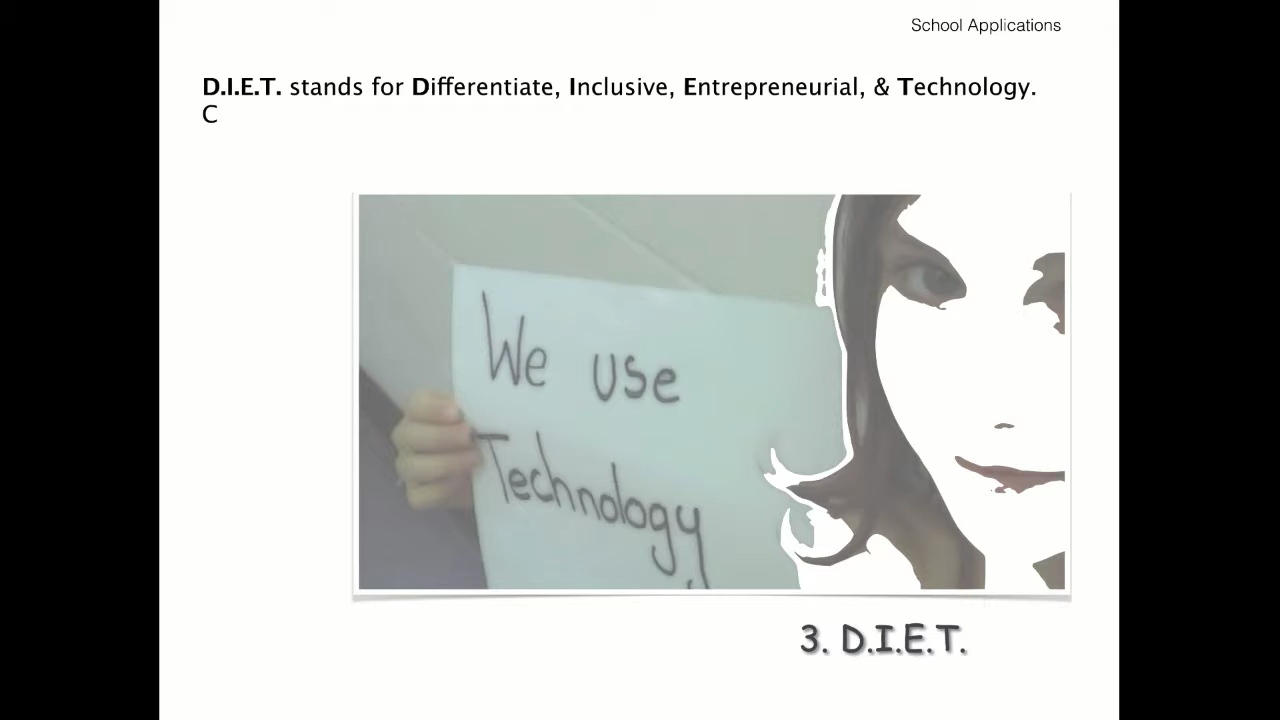 School Applications
D.I.E.T. stands for Differentiate, Inclusive, Entrepreneurial, & Technology.
C
We use
Technology
3. D.I.E.T.